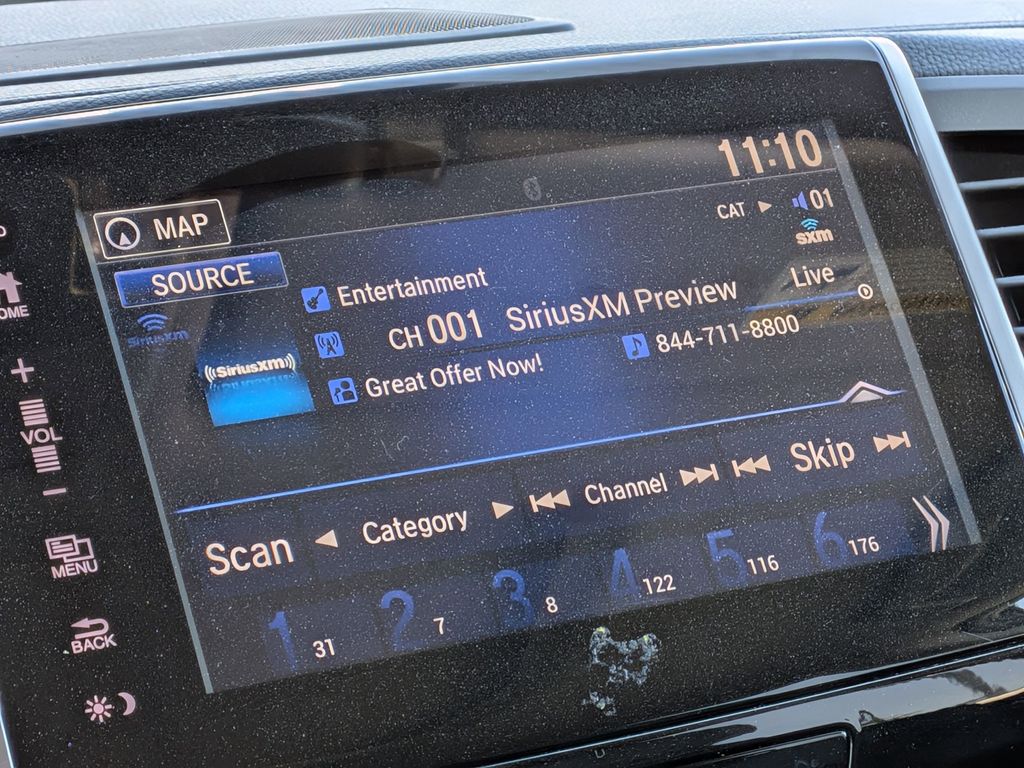 11:10
MAP
CAT 01
sxm
SOURCE
SiriusXM
Entertainment
Live
CH 001 SiriusXM Preview
SiriusXM
Great Offer Now! 844-711-8800
Scan Category Channel Skip
1 31 2 7 3 8 4 122 5 116 6 176
VOL
MENU
BACK